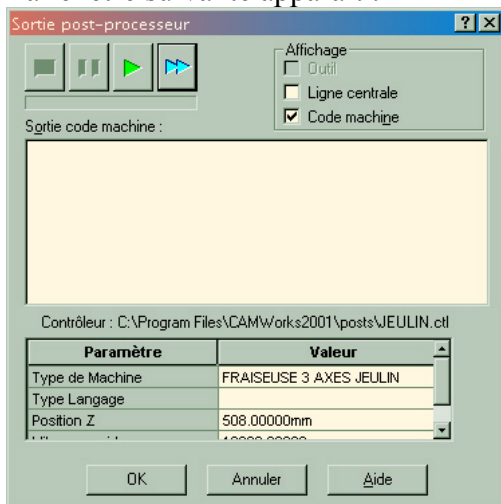 Sortie post-processeur
Affichage
Outil
Ligne centrale
Code machine
Sortie code machine :
Contrôleur : C:\Program Files\CAMWorks2001\posts\JEULIN.ctl
Paramètre Valeur
Type de Machine FRAISEUSE 3 AXES JEULIN
Type Langage
Position Z 508.00000mm
OK Annuler Aide